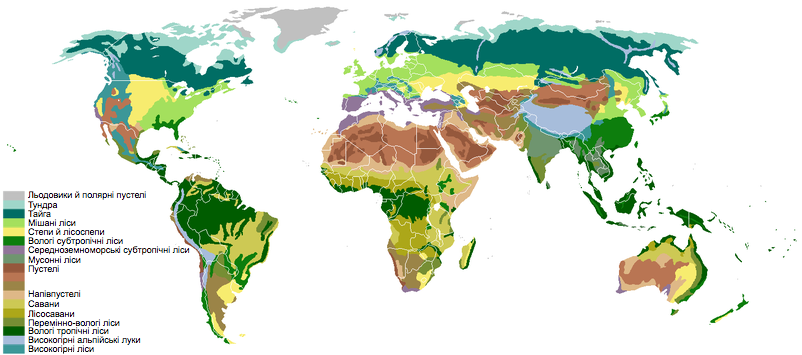 Льодовики й полярні пустелі
Тундра
Тайга
Мішані ліси
Степи й лісоспепи
Вологі субтропічні ліси
Середноземноморські субтропічні ліси
Мусонні ліси
Пустелі
Напівпустелі
Савани
Лісосавани
Перемінно-вологі ліси
Вологі тропічні ліси
Високогірні альпійські луки
Високогірні ліси